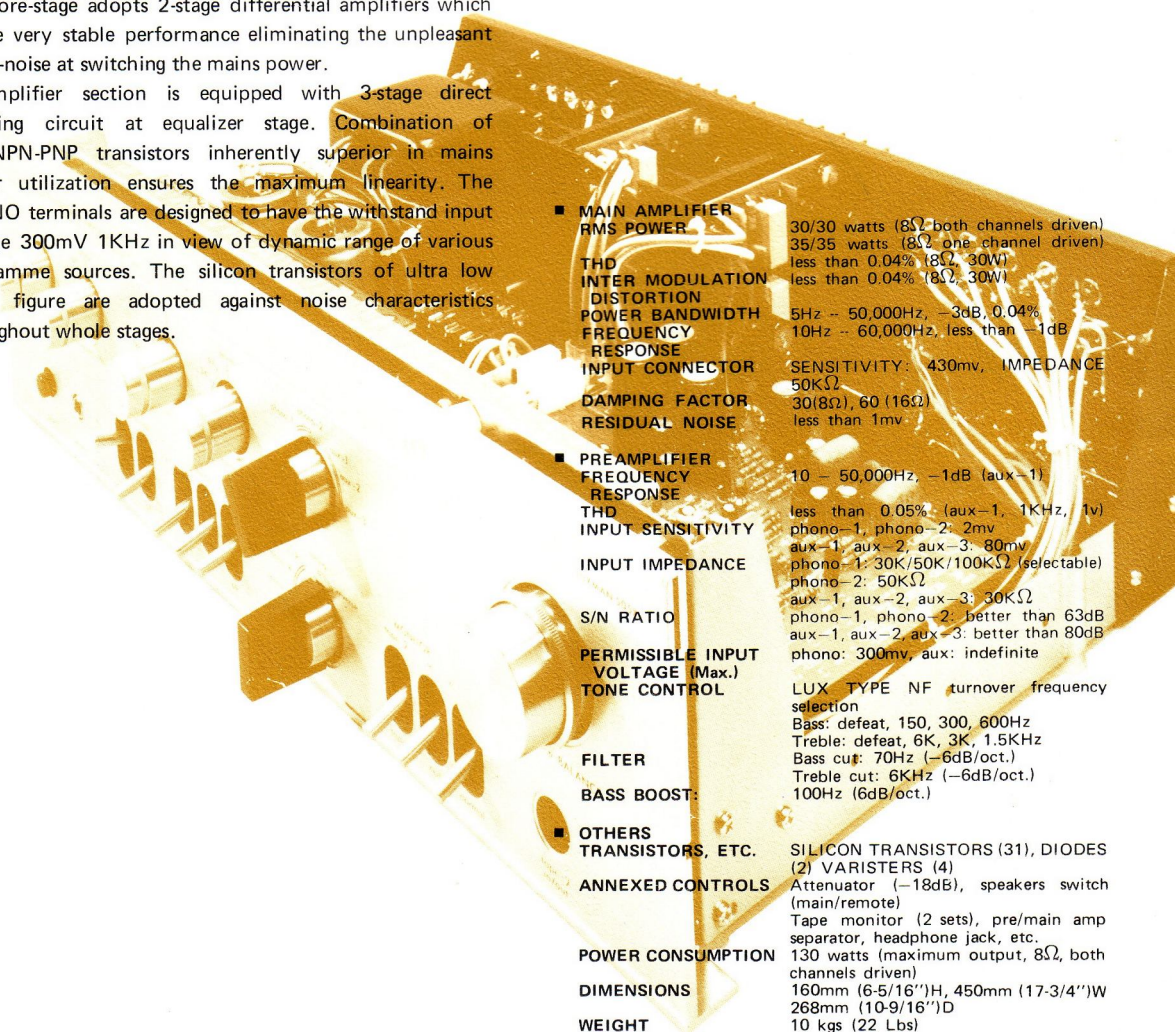 ore-stage adopts 2-stage differential amplifiers which
e very stable performance eliminating the unpleasant
-noise at switching the mains power.
nplifier section is equipped with 3-stage direct
ing circuit at equalizer stage. Combination of
NPN-PNP transistors inherently superior in mains
r utilization ensures the maximum linearity. The
NO terminals are designed to have the withstand input
e 300mV 1KHz in view of dynamic range of various
amme sources. The silicon transistors of ultra low
figure are adopted against noise characteristics
ghout whole stages.
■ MAIN AMPLIFIER
RMS POWER 30/30 watts (8Ω both channels driven)
35/35 watts (8Ω one channel driven)
THD less than 0.04% (8Ω, 30W)
INTER MODULATION less than 0.04% (8Ω, 30W)
DISTORTION
POWER BANDWIDTH 5Hz -- 50,000Hz, −3dB, 0.04%
FREQUENCY 10Hz -- 60,000Hz, less than −1dB
RESPONSE
INPUT CONNECTOR SENSITIVITY: 430mv, IMPEDANCE
50KΩ
DAMPING FACTOR 30(8Ω), 60 (16Ω)
RESIDUAL NOISE less than 1mv
■ PREAMPLIFIER
FREQUENCY 10 − 50,000Hz, −1dB (aux−1)
RESPONSE
THD less than 0.05% (aux−1, 1KHz, 1v)
INPUT SENSITIVITY phono−1, phono−2: 2mv
aux−1, aux−2, aux−3: 80mv
INPUT IMPEDANCE phono−1: 30K/50K/100KΩ (selectable)
phono−2: 50KΩ
aux−1, aux−2, aux−3: 30KΩ
S/N RATIO phono−1, phono−2: better than 63dB
aux−1, aux−2, aux−3: better than 80dB
PERMISSIBLE INPUT phono: 300mv, aux: indefinite
VOLTAGE (Max.)
TONE CONTROL LUX TYPE NF turnover frequency
selection
Bass: defeat, 150, 300, 600Hz
Treble: defeat, 6K, 3K, 1.5KHz
FILTER Bass cut: 70Hz (−6dB/oct.)
Treble cut: 6KHz (−6dB/oct.)
BASS BOOST: 100Hz (6dB/oct.)
■ OTHERS
TRANSISTORS, ETC. SILICON TRANSISTORS (31), DIODES
(2) VARISTERS (4)
ANNEXED CONTROLS Attenuator (−18dB), speakers switch
(main/remote)
Tape monitor (2 sets), pre/main amp
separator, headphone jack, etc.
POWER CONSUMPTION 130 watts (maximum output, 8Ω, both
channels driven)
DIMENSIONS 160mm (6-5/16'')H, 450mm (17-3/4'')W
268mm (10-9/16'')D
WEIGHT 10 kgs (22 Lbs)